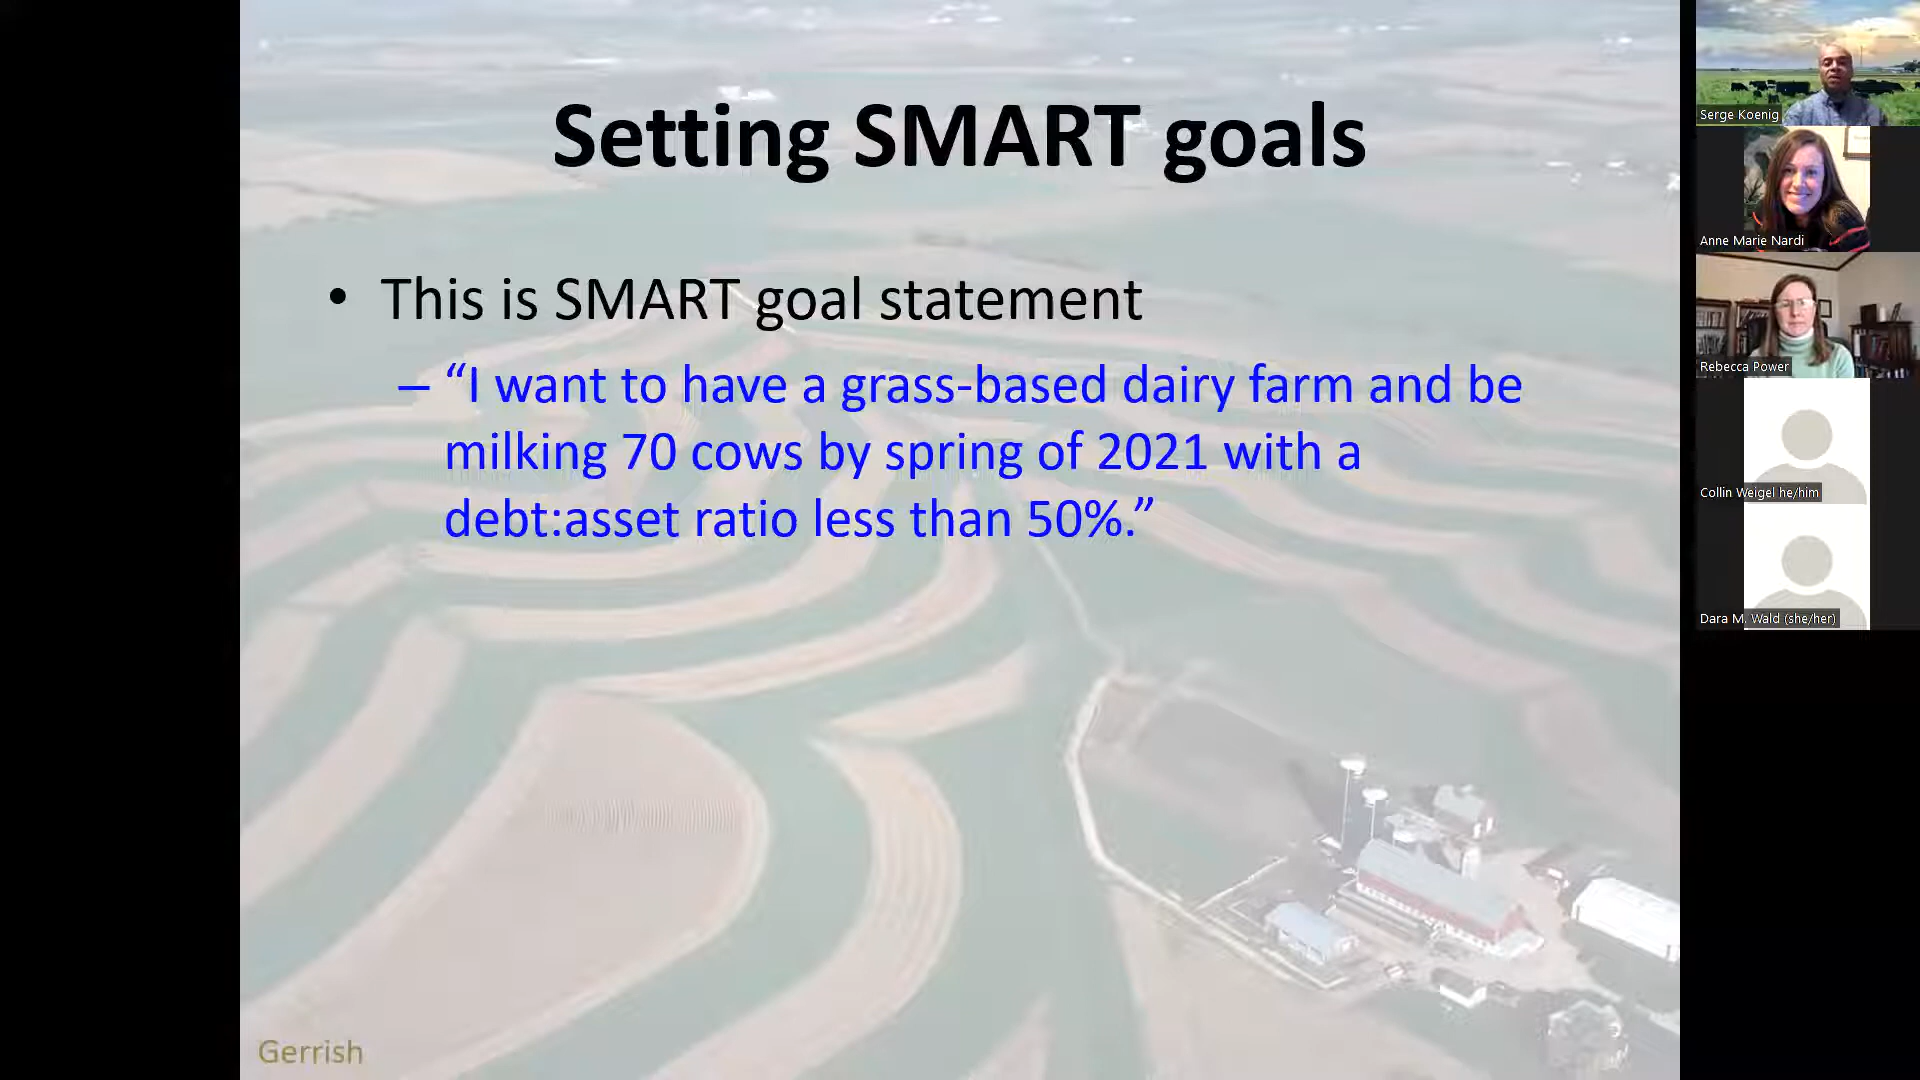 Setting SMART goals
• This is SMART goal statement
– “I want to have a grass-based dairy farm and be
milking 70 cows by spring of 2021 with a
debt:asset ratio less than 50%.”
Gerrish
Serge Koenig
Anne Marie Nardi
Rebecca Power
Collin Weigel he/him
Dara M. Wald (she/her)